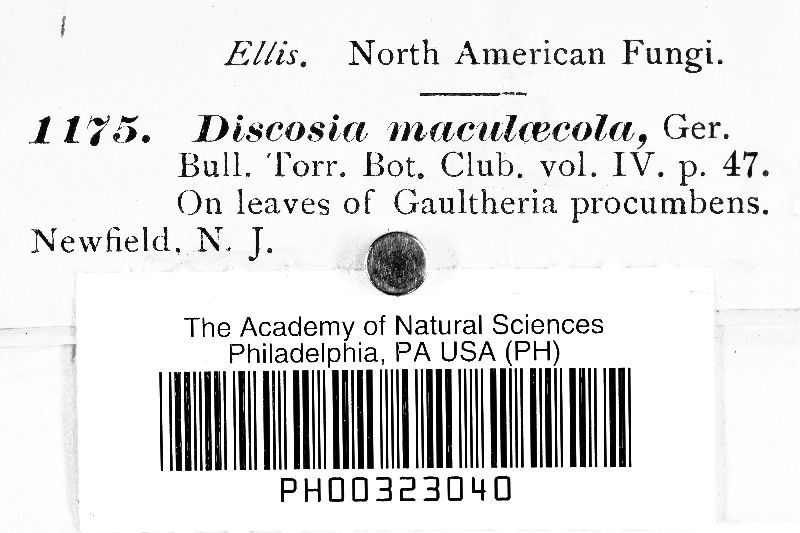 Ellis. North American Fungi.
1175. Discosia maculæcola, Ger.
Bull. Torr. Bot. Club. vol. IV. p. 47.
On leaves of Gaultheria procumbens.
Newfield, N. J.
The Academy of Natural Sciences
Philadelphia, PA USA (PH)
PH00323040